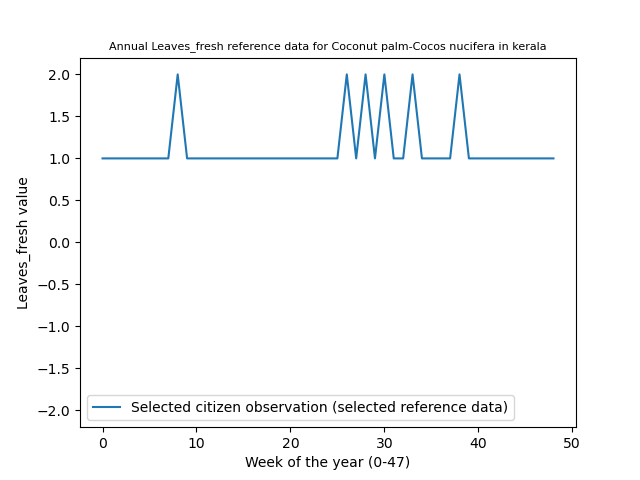 Annual Leaves_fresh reference data for Coconut palm-Cocos nucifera in kerala
2.0
1.5
1.0
0.5
0.0
−0.5
−1.0
−1.5
−2.0
Leaves_fresh value
Selected citizen observation (selected reference data)
0 10 20 30 40 50
Week of the year (0-47)